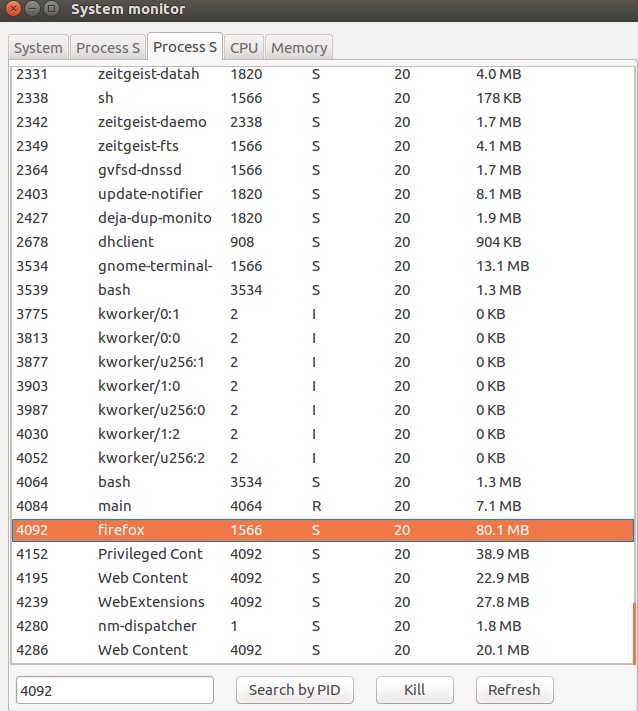 System monitor
System Process S Process S CPU Memory
2331 zeitgeist-datah 1820 S 20 4.0 MB
2338 sh 1566 S 20 178 KB
2342 zeitgeist-daemo 2338 S 20 1.7 MB
2349 zeitgeist-fts 1566 S 20 4.1 MB
2364 gvfsd-dnssd 1566 S 20 1.7 MB
2403 update-notifier 1820 S 20 8.1 MB
2427 deja-dup-monito 1820 S 20 1.9 MB
2678 dhclient 908 S 20 904 KB
3534 gnome-terminal- 1566 S 20 13.1 MB
3539 bash 3534 S 20 1.3 MB
3775 kworker/0:1 2 I 20 0 KB
3813 kworker/0:0 2 I 20 0 KB
3877 kworker/u256:1 2 I 20 0 KB
3903 kworker/1:0 2 I 20 0 KB
3987 kworker/u256:0 2 I 20 0 KB
4030 kworker/1:2 2 I 20 0 KB
4052 kworker/u256:2 2 I 20 0 KB
4064 bash 3534 S 20 1.3 MB
4084 main 4064 R 20 7.1 MB
4092 firefox 1566 S 20 80.1 MB
4152 Privileged Cont 4092 S 20 38.9 MB
4195 Web Content 4092 S 20 22.9 MB
4239 WebExtensions 4092 S 20 27.8 MB
4280 nm-dispatcher 1 S 20 1.8 MB
4286 Web Content 4092 S 20 20.1 MB
4092 Search by PID Kill Refresh